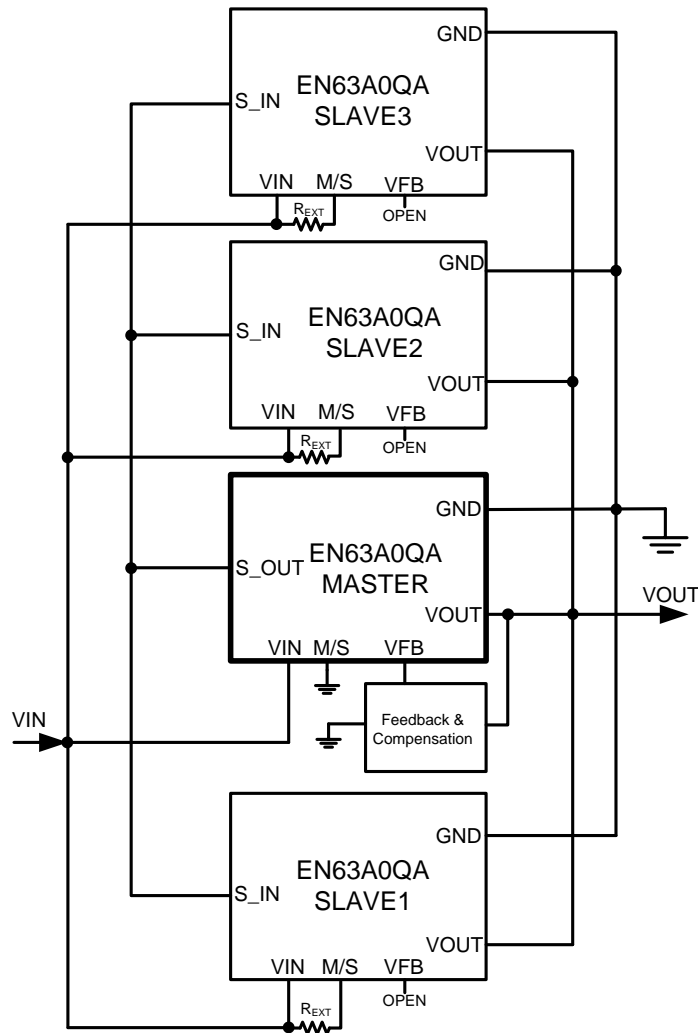 GND
EN63A0QA
SLAVE3
S_IN
VOUT
VIN M/S VFB
REXT
OPEN
GND
EN63A0QA
SLAVE2
S_IN
VOUT
VIN M/S VFB
REXT
OPEN
GND
EN63A0QA
MASTER
S_OUT
VOUT
VOUT
VIN M/S VFB
VIN
Feedback &
Compensation
GND
EN63A0QA
SLAVE1
S_IN
VOUT
VIN M/S VFB
REXT
OPEN